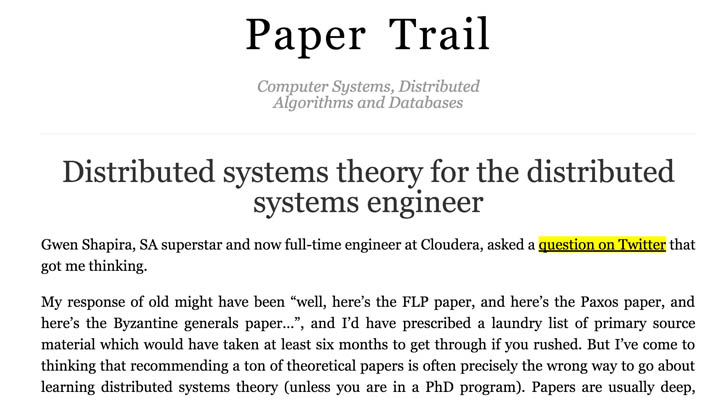 Paper Trail
Computer Systems, Distributed
Algorithms and Databases
Distributed systems theory for the distributed
systems engineer
Gwen Shapira, SA superstar and now full-time engineer at Cloudera, asked a question on Twitter that
got me thinking.
My response of old might have been “well, here’s the FLP paper, and here’s the Paxos paper, and
here’s the Byzantine generals paper…”, and I’d have prescribed a laundry list of primary source
material which would have taken at least six months to get through if you rushed. But I’ve come to
thinking that recommending a ton of theoretical papers is often precisely the wrong way to go about
learning distributed systems theory (unless you are in a PhD program). Papers are usually deep,